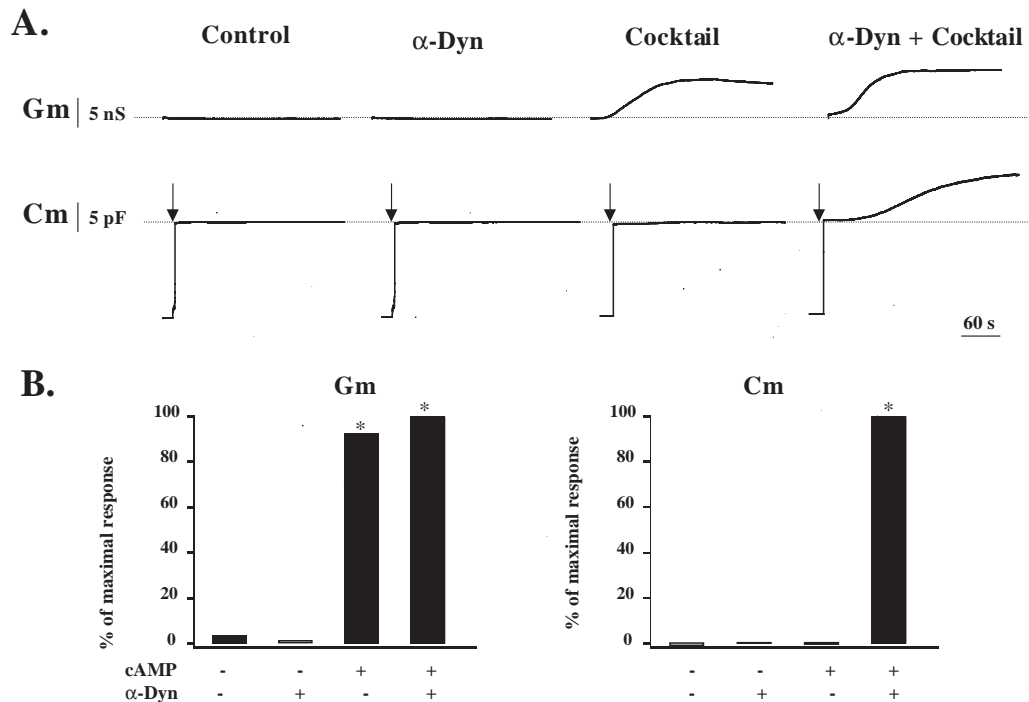 A.
Control α-Dyn Cocktail α-Dyn + Cocktail
Gm 5 nS
Cm 5 pF
60 s
B.
Gm Cm
% of maximal response
100
80
60
40
20
0
* *
cAMP - - + +
α-Dyn - + - +
% of maximal response
100
80
60
40
20
0
*
- - + +
- + - +